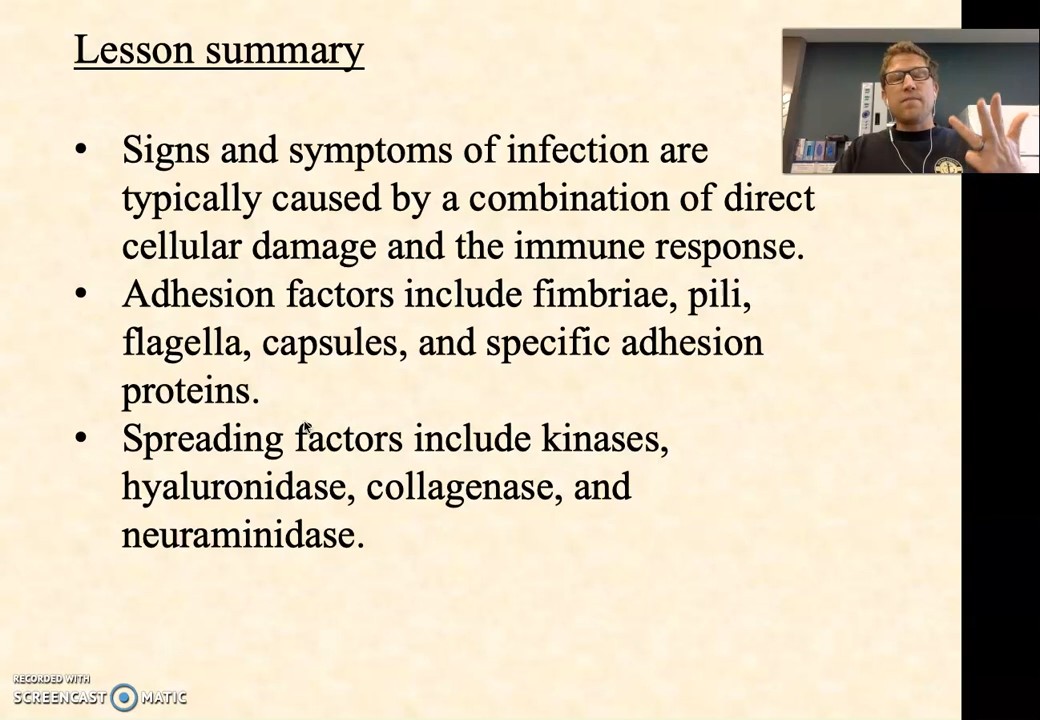 Lesson summary
• Signs and symptoms of infection are
typically caused by a combination of direct
cellular damage and the immune response.
• Adhesion factors include fimbriae, pili,
flagella, capsules, and specific adhesion
proteins.
• Spreading factors include kinases,
hyaluronidase, collagenase, and
neuraminidase.
RECORDED WITH
SCREENCAST MATIC